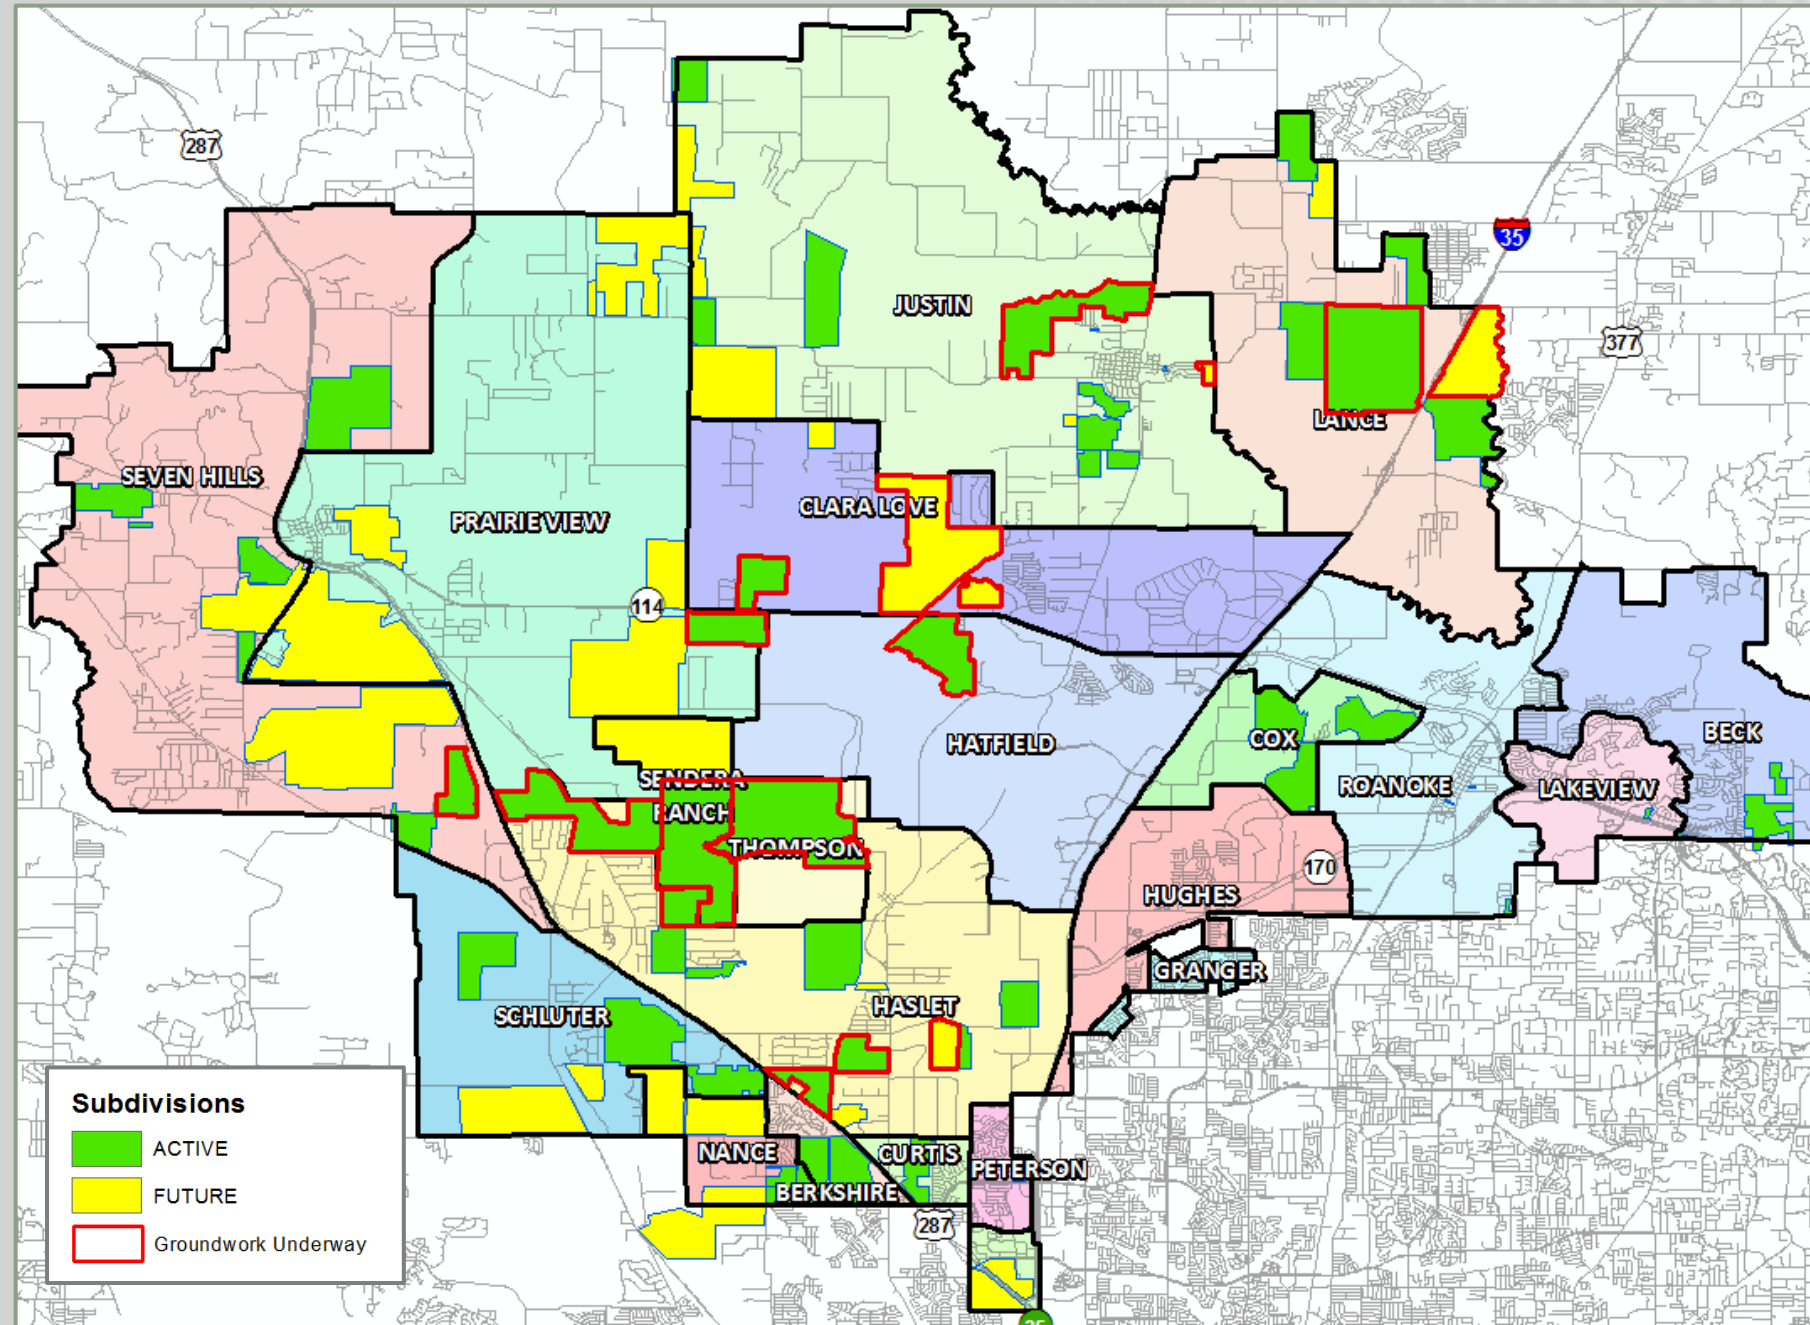 287
35
JUSTIN
377
LANCE
SEVEN HILLS
CLARA LOVE
PRAIRIE VIEW
114
HATFIELD
COX
BECK
SENDERA
RANCH
ROANOKE
LAKEVIEW
THOMPSON
170
HUGHES
GRANGER
HASLET
SCHLUTER
Subdivisions
ACTIVE
FUTURE
Groundwork Underway
NANCE
CURTIS
PETERSON
BERKSHIRE
287
35